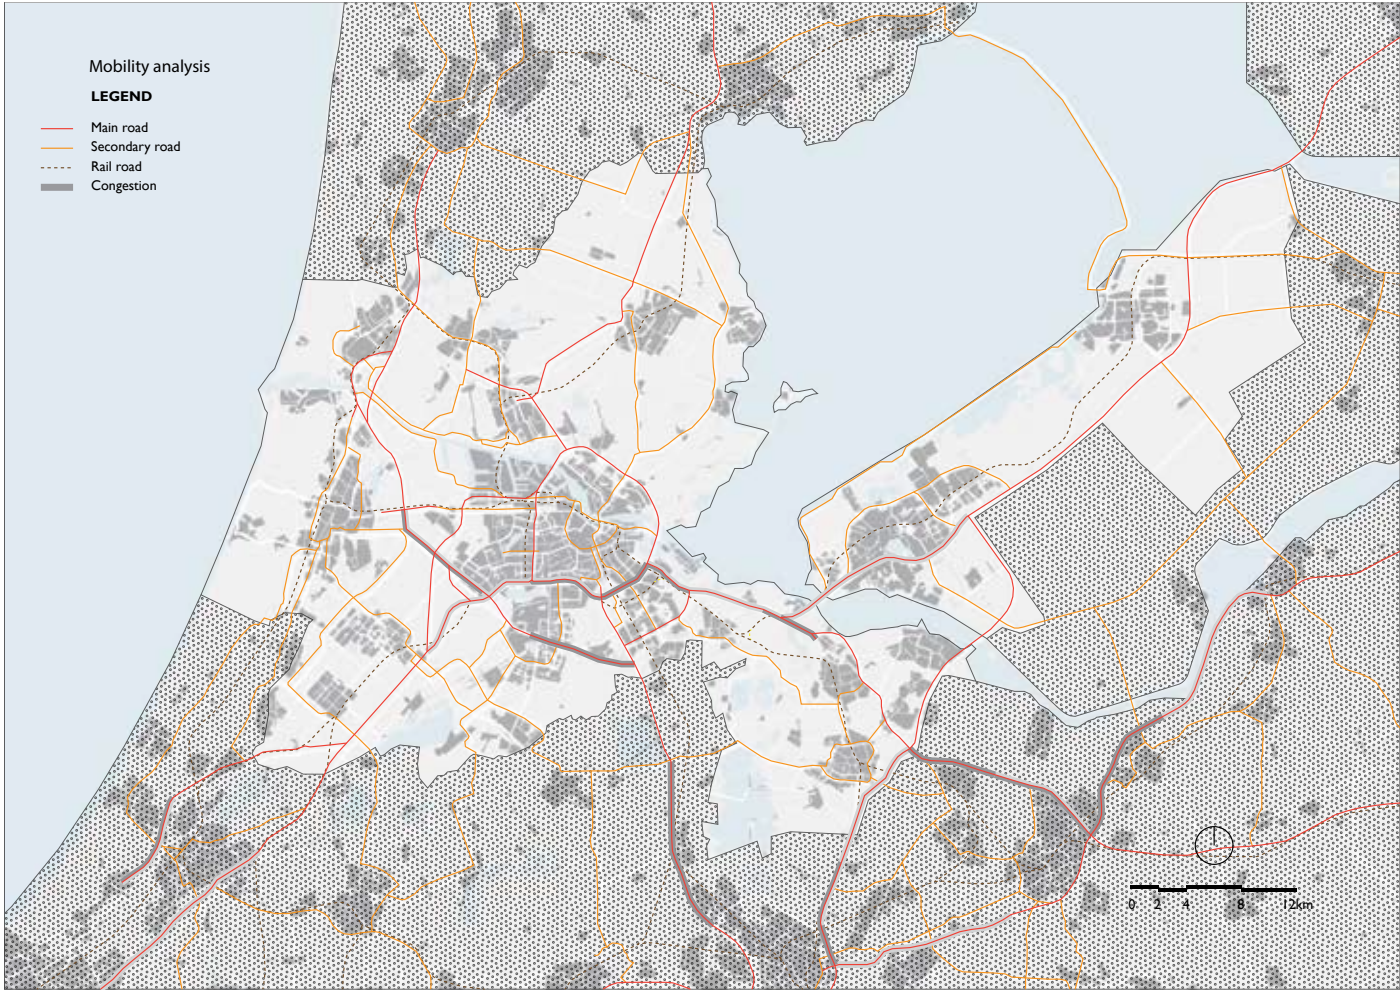 Mobility analysis
LEGEND
Main road
Secondary road
Rail road
Congestion
0 2 4 8 12km